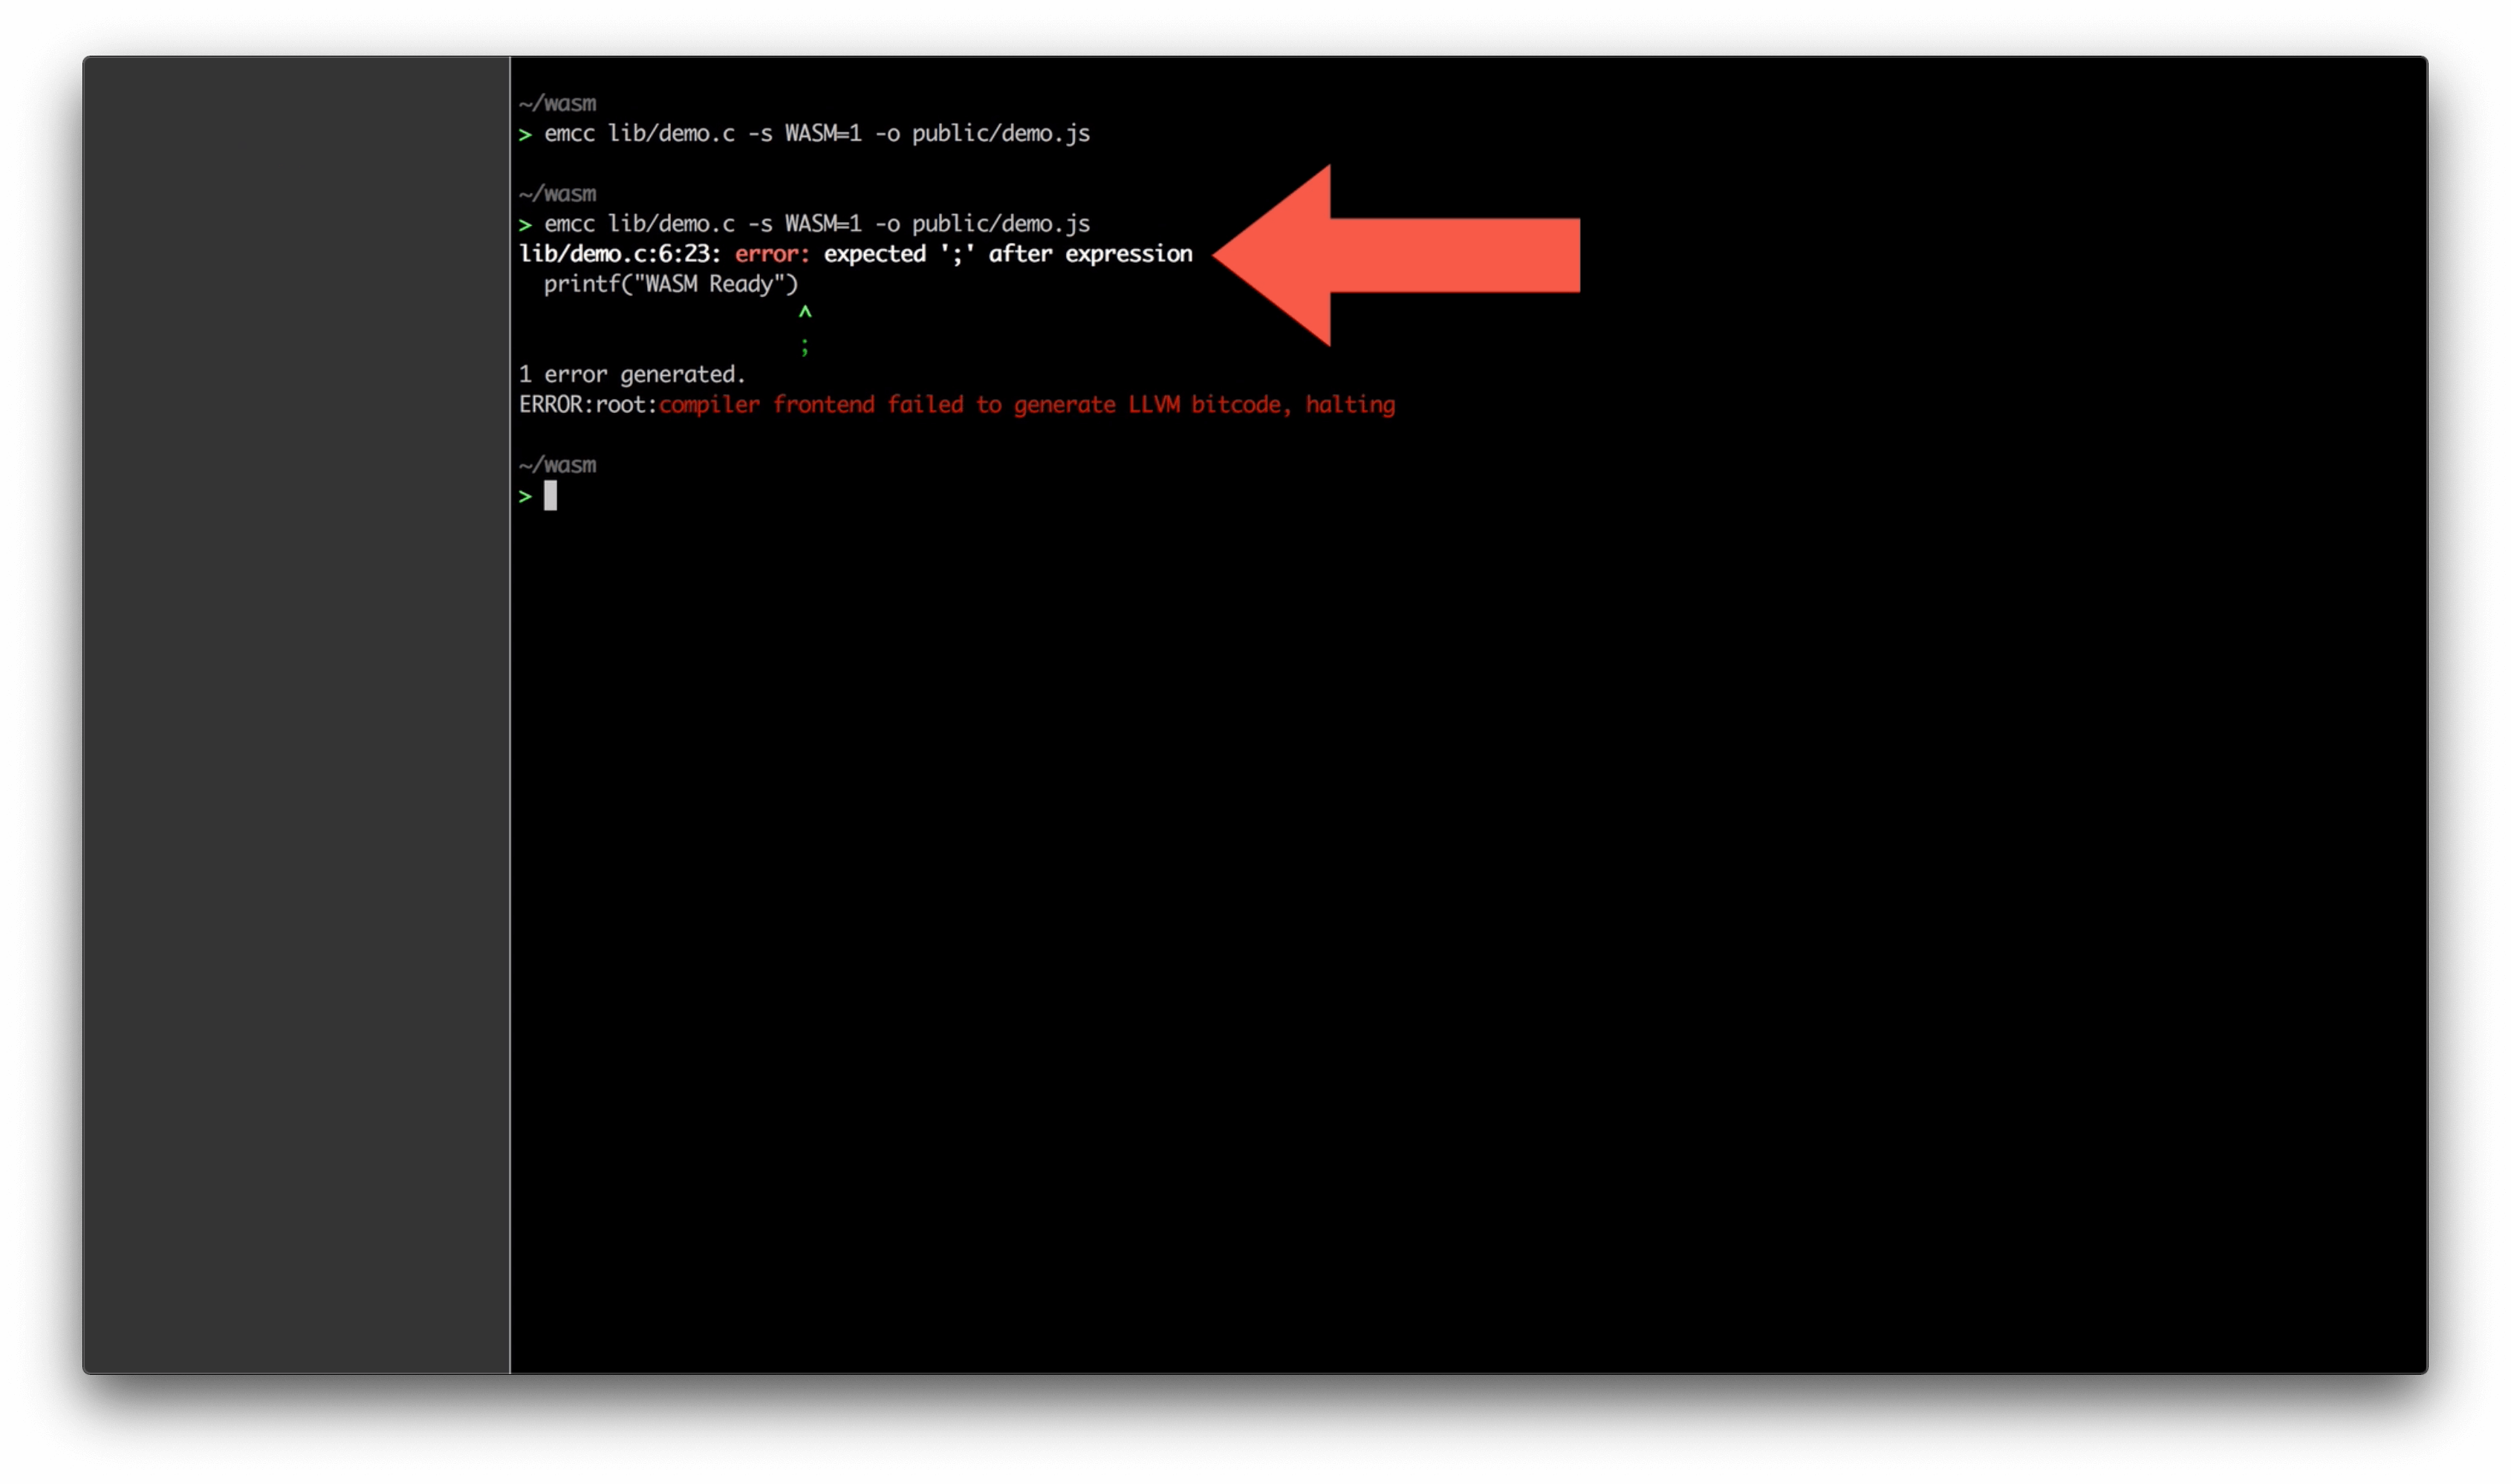 ~/wasm
> emcc lib/demo.c -s WASM=1 -o public/demo.js
~/wasm
> emcc lib/demo.c -s WASM=1 -o public/demo.js
lib/demo.c:6:23: error: expected ';' after expression
  printf("WASM Ready")
                      ^
                      ;
1 error generated.
ERROR:root:compiler frontend failed to generate LLVM bitcode, halting
~/wasm
>